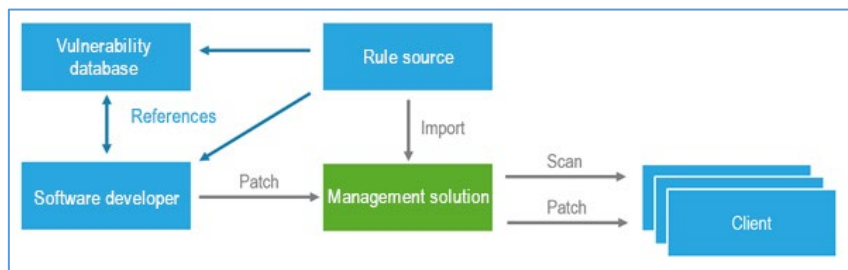 Vulnerability
database
Rule source
References
Import
Software developer
Patch
Management solution
Scan
Patch
Client